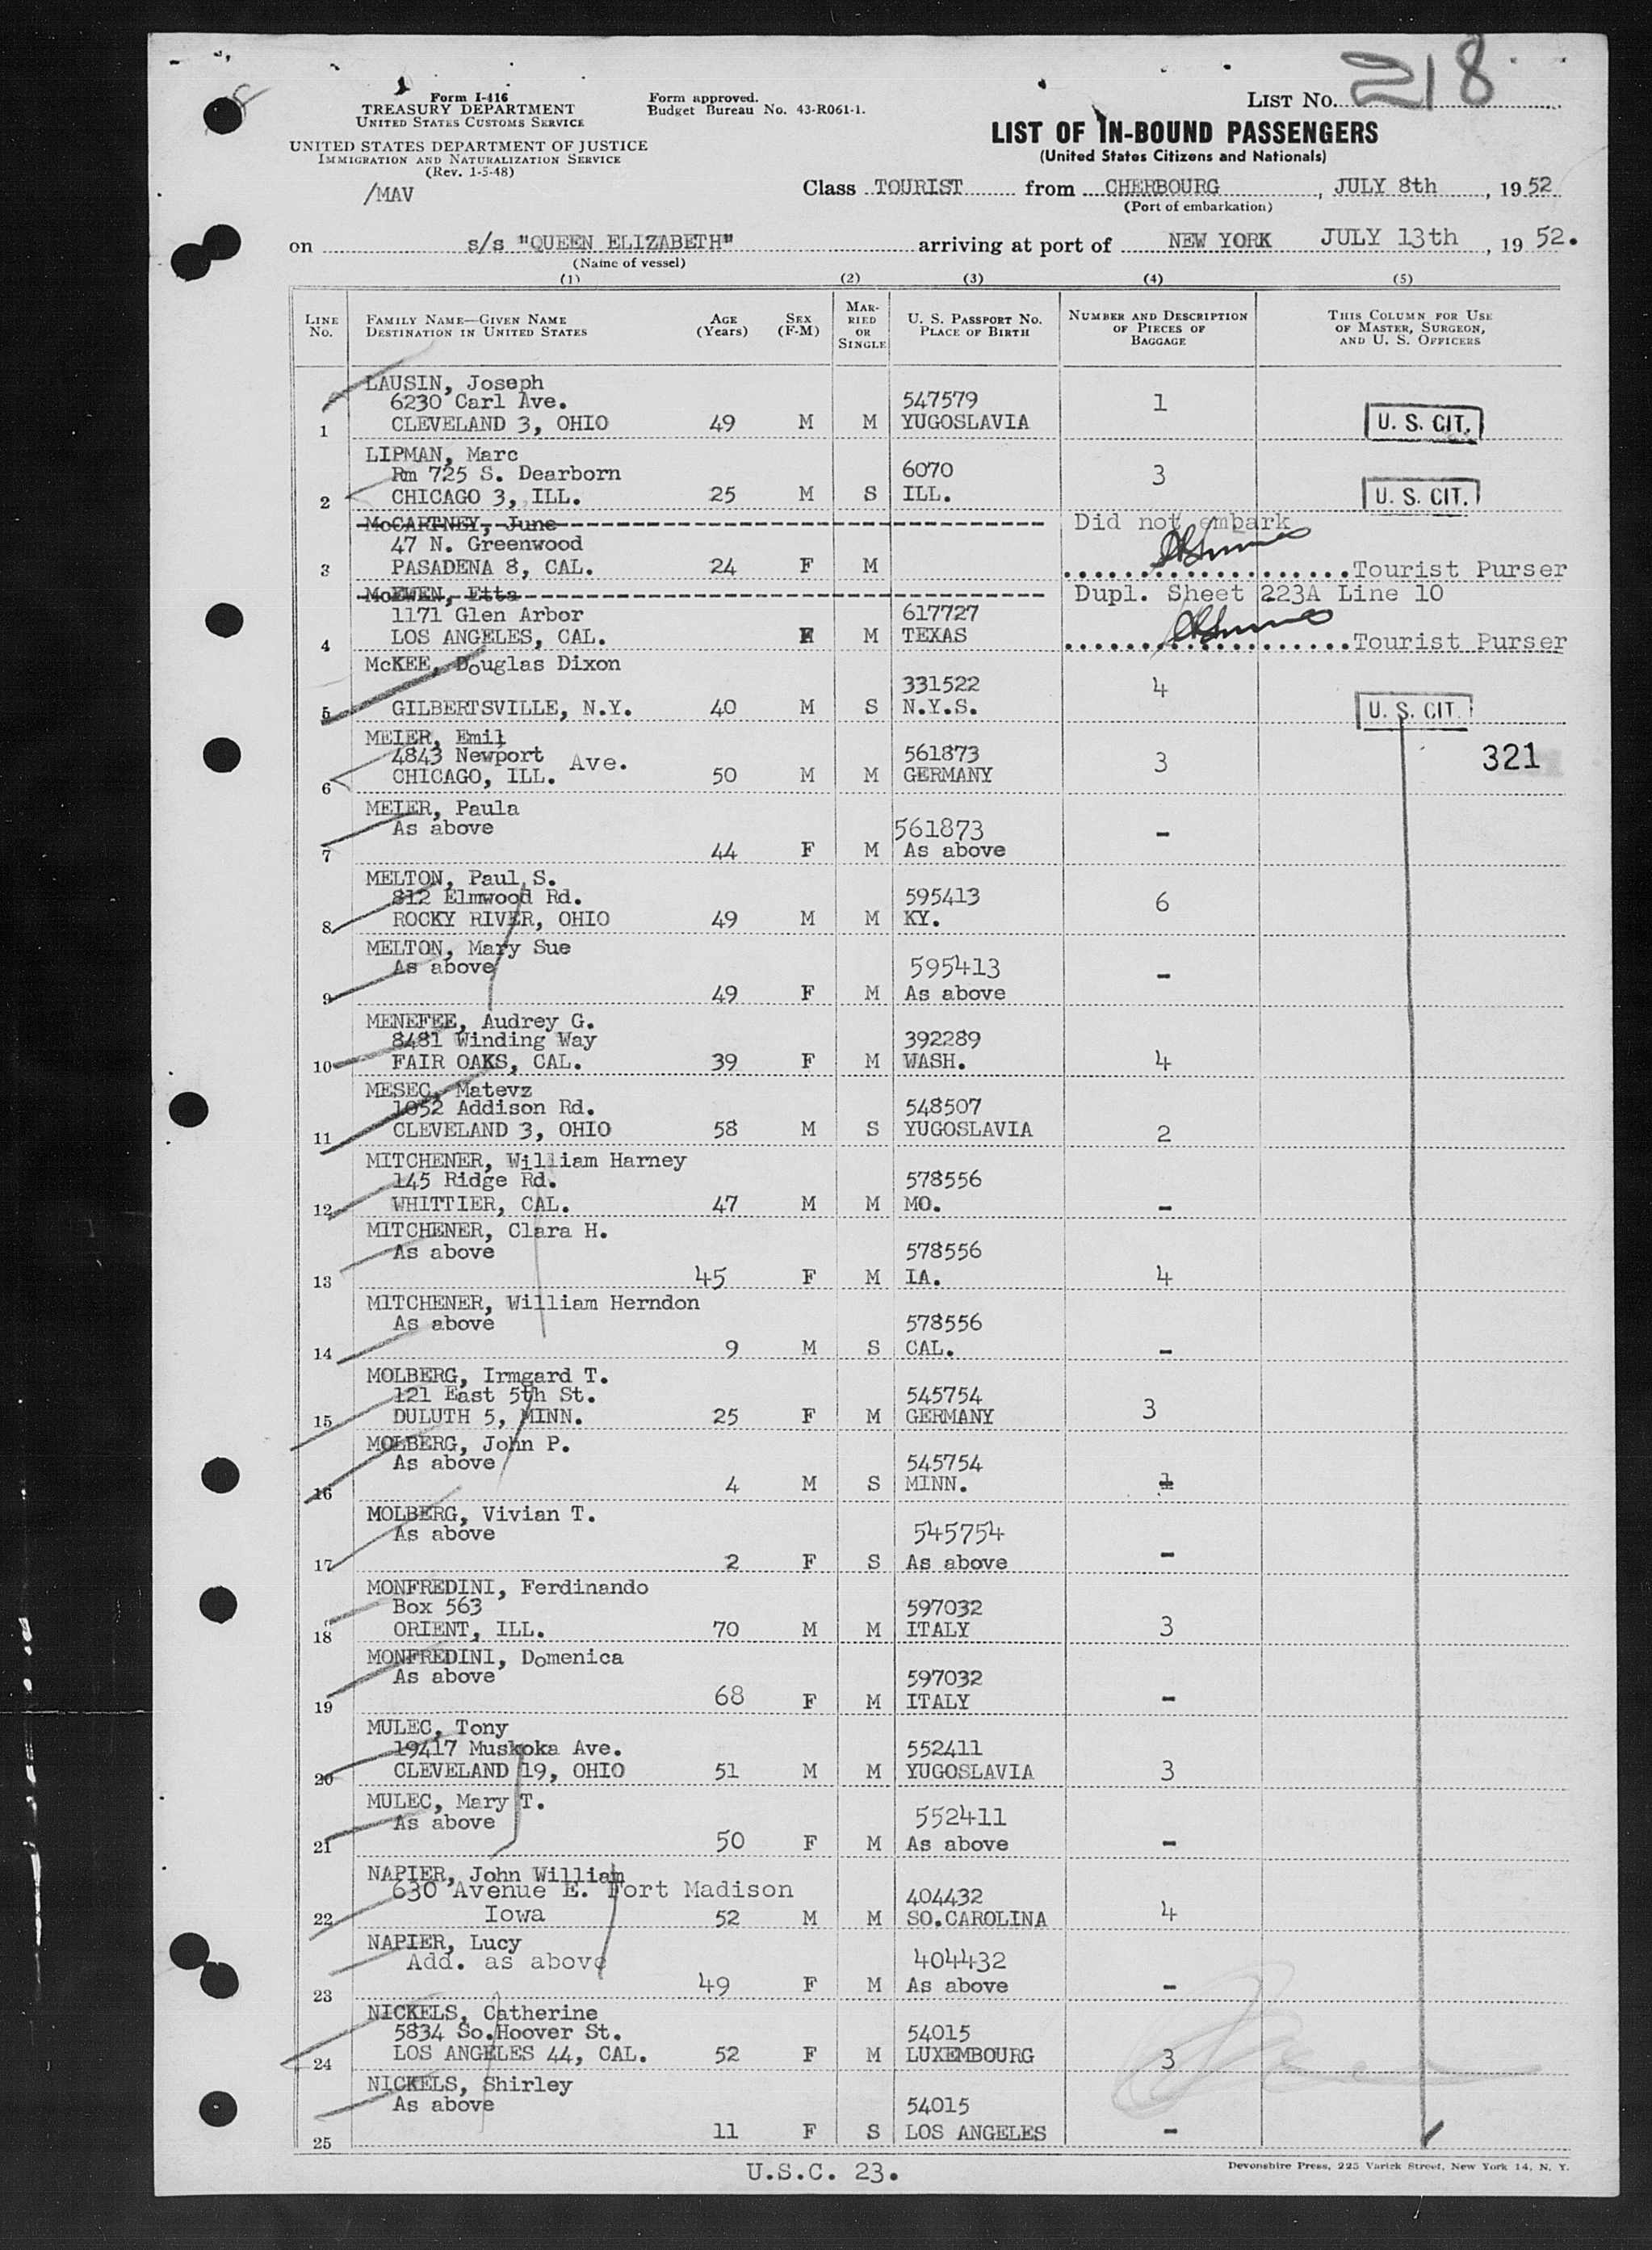 218
Form I-416
TREASURY DEPARTMENT
UNITED STATES CUSTOMS SERVICE
UNITED STATES DEPARTMENT OF JUSTICE
IMMIGRATION AND NATURALIZATION SERVICE
(Rev. 1-5-48)
/MAV
Form approved.
Budget Bureau No. 43-R061-1.
LIST No.
LIST OF IN-BOUND PASSENGERS
(United States Citizens and Nationals)
Class TOURIST from CHERBOURG, JULY 8th, 1952
(Port of embarkation)
on s/s "QUEEN ELIZABETH" arriving at port of NEW YORK JULY 13th, 19 52.
(Name of vessel)
(1) (2) (3) (4) (5)
LINE No.
FAMILY NAME—GIVEN NAME
DESTINATION IN UNITED STATES
AGE (Years)
SEX (F-M)
MARRIED OR SINGLE
U. S. PASSPORT No.
PLACE OF BIRTH
NUMBER AND DESCRIPTION OF PIECES OF BAGGAGE
THIS COLUMN FOR USE OF MASTER, SURGEON, AND U. S. OFFICERS
LAUSIN, Joseph
6230 Carl Ave. 547579 1
1 CLEVELAND 3, OHIO 49 M M YUGOSLAVIA U. S. CIT.
LIPMAN, Marc
Rm 725 S. Dearborn 6070 3
2 CHICAGO 3, ILL. 25 M S ILL. U. S. CIT.
McCARTNEY, June Did not embark
47 N. Greenwood
3 PASADENA 8, CAL. 24 F M Tourist Purser
McEWEN, Etta Dupl. Sheet 223A Line 10
1171 Glen Arbor 617727
4 LOS ANGELES, CAL. F M TEXAS Tourist Purser
McKEE, Douglas Dixon
331522 4
5 GILBERTSVILLE, N.Y. 40 M S N.Y.S. U. S. CIT.
MEIER, Emil
4843 Newport Ave. 561873 3 321
6 CHICAGO, ILL. 50 M M GERMANY
MEIER, Paula
As above 561873 -
7 44 F M As above
MELTON, Paul S.
812 Elmwood Rd. 595413 6
8 ROCKY RIVER, OHIO 49 M M KY.
MELTON, Mary Sue
As above 595413 -
9 49 F M As above
MENEFEE, Audrey G.
8481 Winding Way 392289
10 FAIR OAKS, CAL. 39 F M WASH. 4
MESEC, Matevz
1052 Addison Rd. 548507
11 CLEVELAND 3, OHIO 58 M S YUGOSLAVIA 2
MITCHENER, William Harney
145 Ridge Rd. 578556
12 WHITTIER, CAL. 47 M M MO. -
MITCHENER, Clara H.
As above 578556
13 45 F M IA. 4
MITCHENER, William Herndon
As above 578556
14 9 M S CAL. -
MOLBERG, Irmgard T.
121 East 5th St. 545754
15 DULUTH 5, MINN. 25 F M GERMANY 3
MOLBERG, John P.
As above 545754
16 4 M S MINN.
MOLBERG, Vivian T.
As above 545754 -
17 2 F S As above
MONFREDINI, Ferdinando
Box 563 597032
18 ORIENT, ILL. 70 M M ITALY 3
MONFREDINI, Domenica
As above 597032
19 68 F M ITALY -
MULEC, Tony
19417 Muskoka Ave. 552411
20 CLEVELAND 19, OHIO 51 M M YUGOSLAVIA 3
MULEC, Mary T.
As above 552411
21 50 F M As above -
NAPIER, John William
630 Avenue E. Fort Madison 404432
22 Iowa 52 M M SO.CAROLINA 4
NAPIER, Lucy
Add. as above 404432
23 49 F M As above -
NICKELS, Catherine
5834 So.Hoover St. 54015
24 LOS ANGELES 44, CAL. 52 F M LUXEMBOURG 3
NICKELS, Shirley
As above 54015
25 11 F S LOS ANGELES -
U.S.C. 23.
Devonshire Press, 225 Varick Street, New York 14, N. Y.